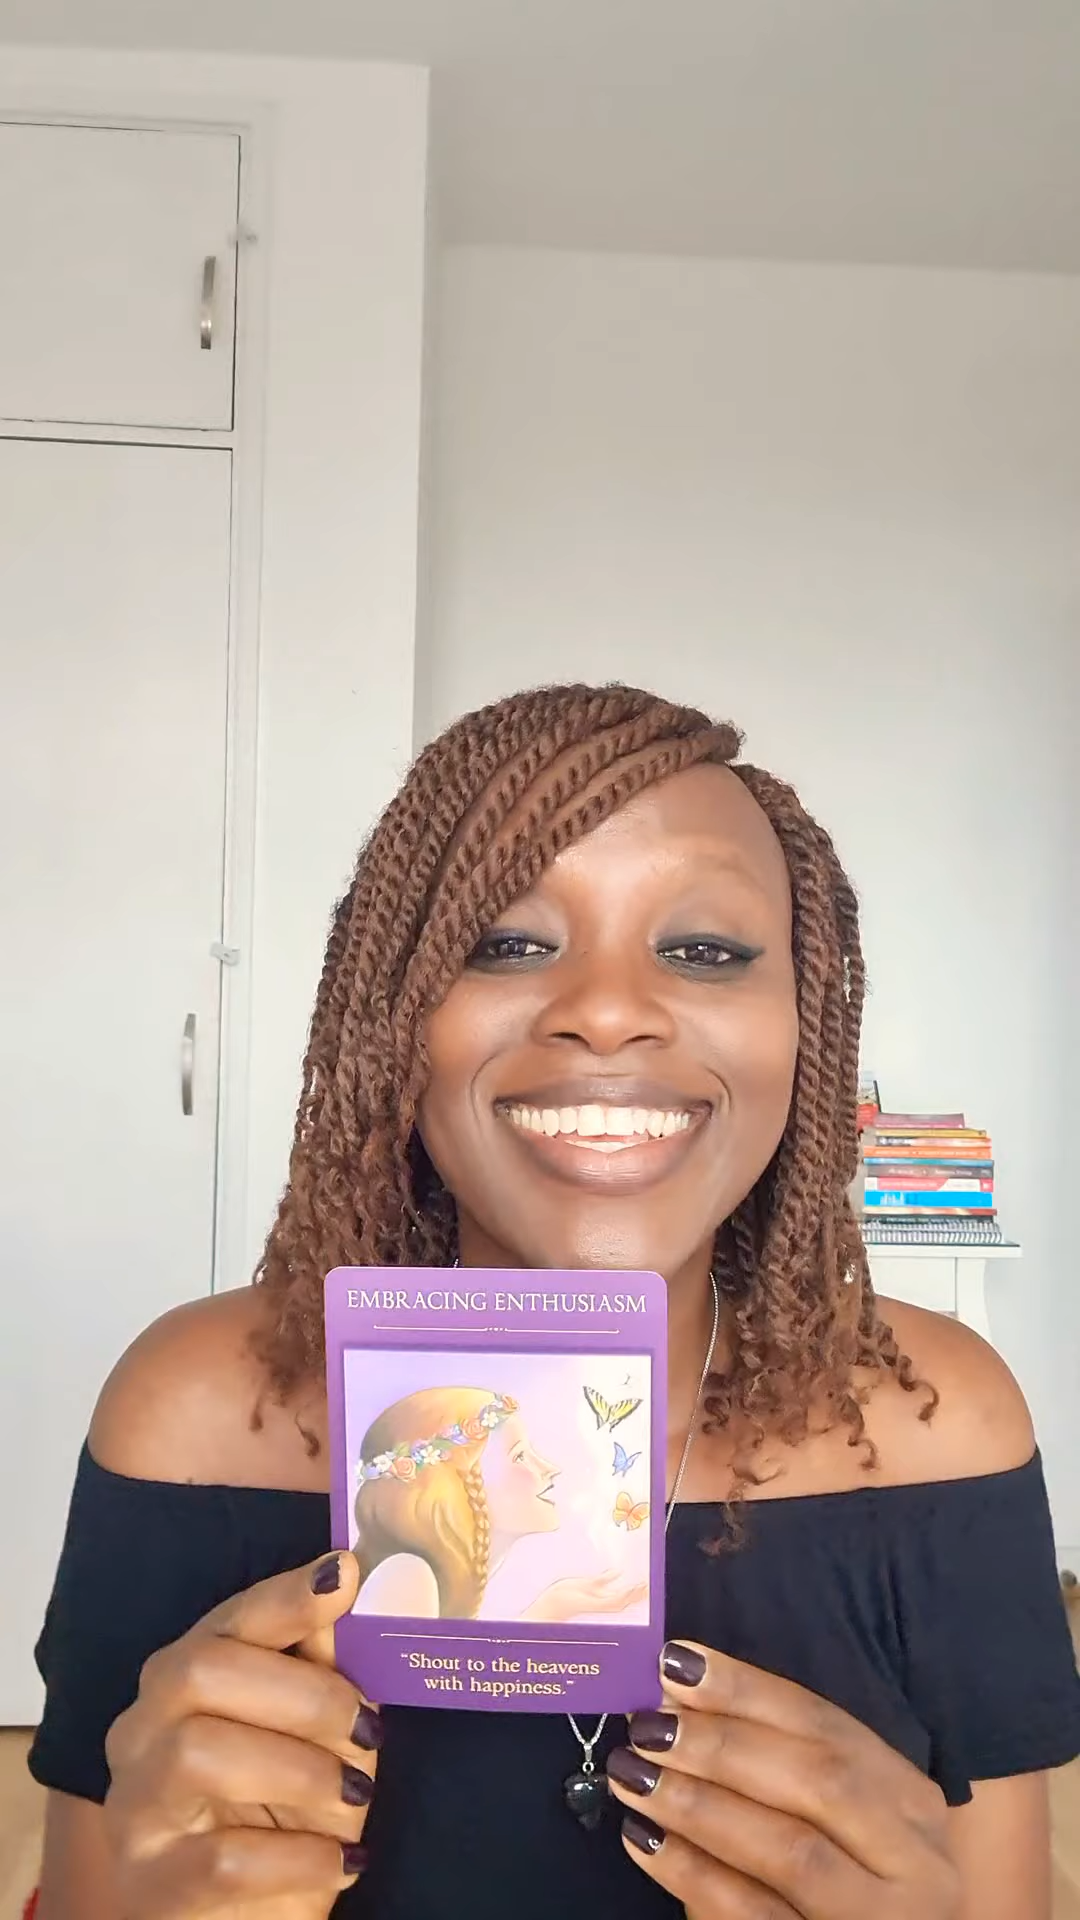 EMBRACING ENTHUSIASM
“Shout to the heavens
with happiness.”